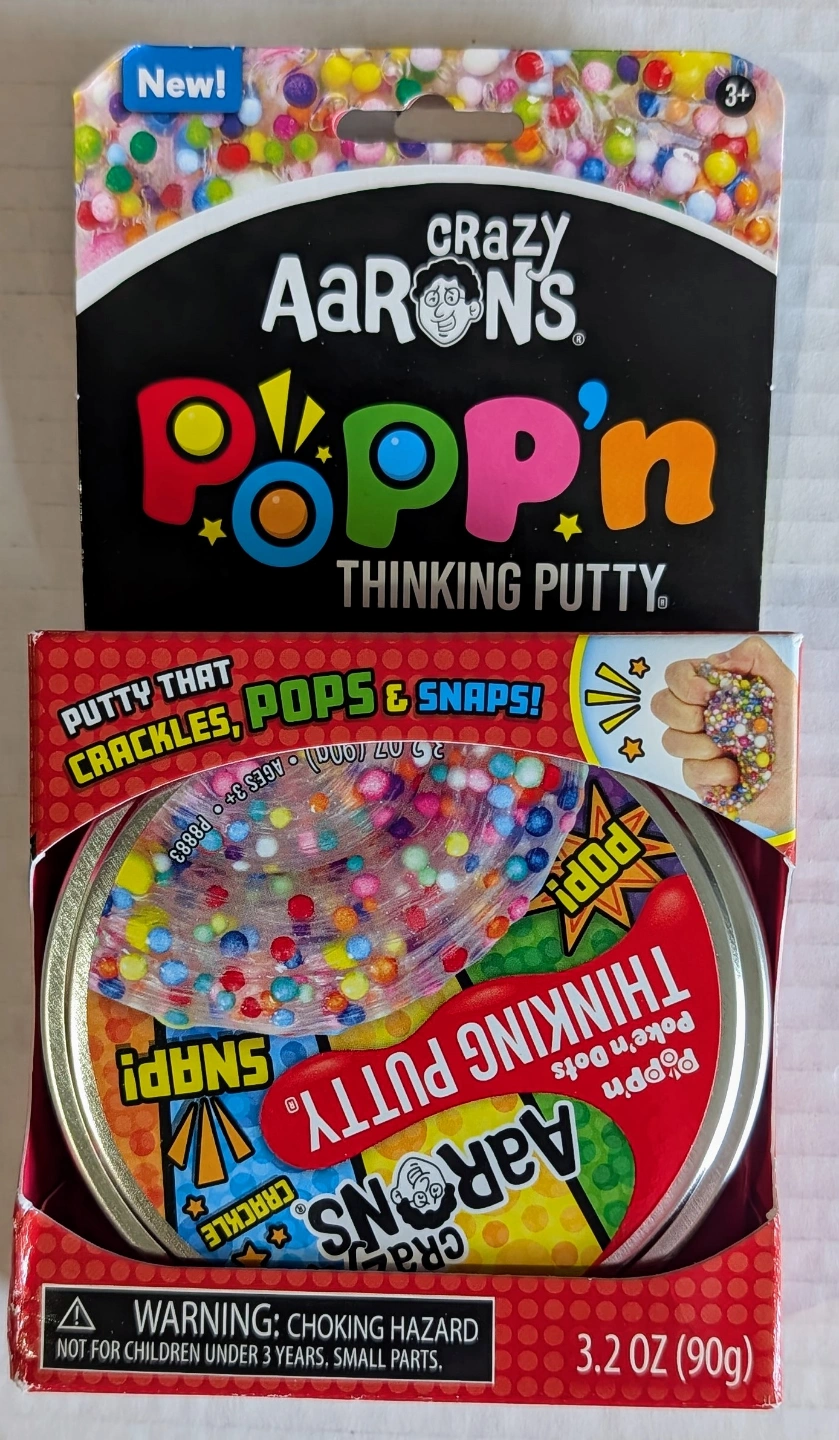 New!
3+
CRAZY
AARONS®
POPP'n
THINKING PUTTY®
PUTTY THAT
CRACKLES, POPS & SNAPS!
3.2 OZ (90g) • AGES 3+ • P8883
POP!
SNAP!
CRACKLE
Popp'n
Poke'n Dots
THINKING PUTTY®
CRAZY
AARONS®
WARNING: CHOKING HAZARD
NOT FOR CHILDREN UNDER 3 YEARS. SMALL PARTS.
3.2 OZ (90g)